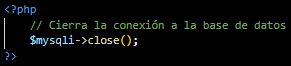 <?php
// Cierra la conexión a la base de datos
$mysqli->close();
?>